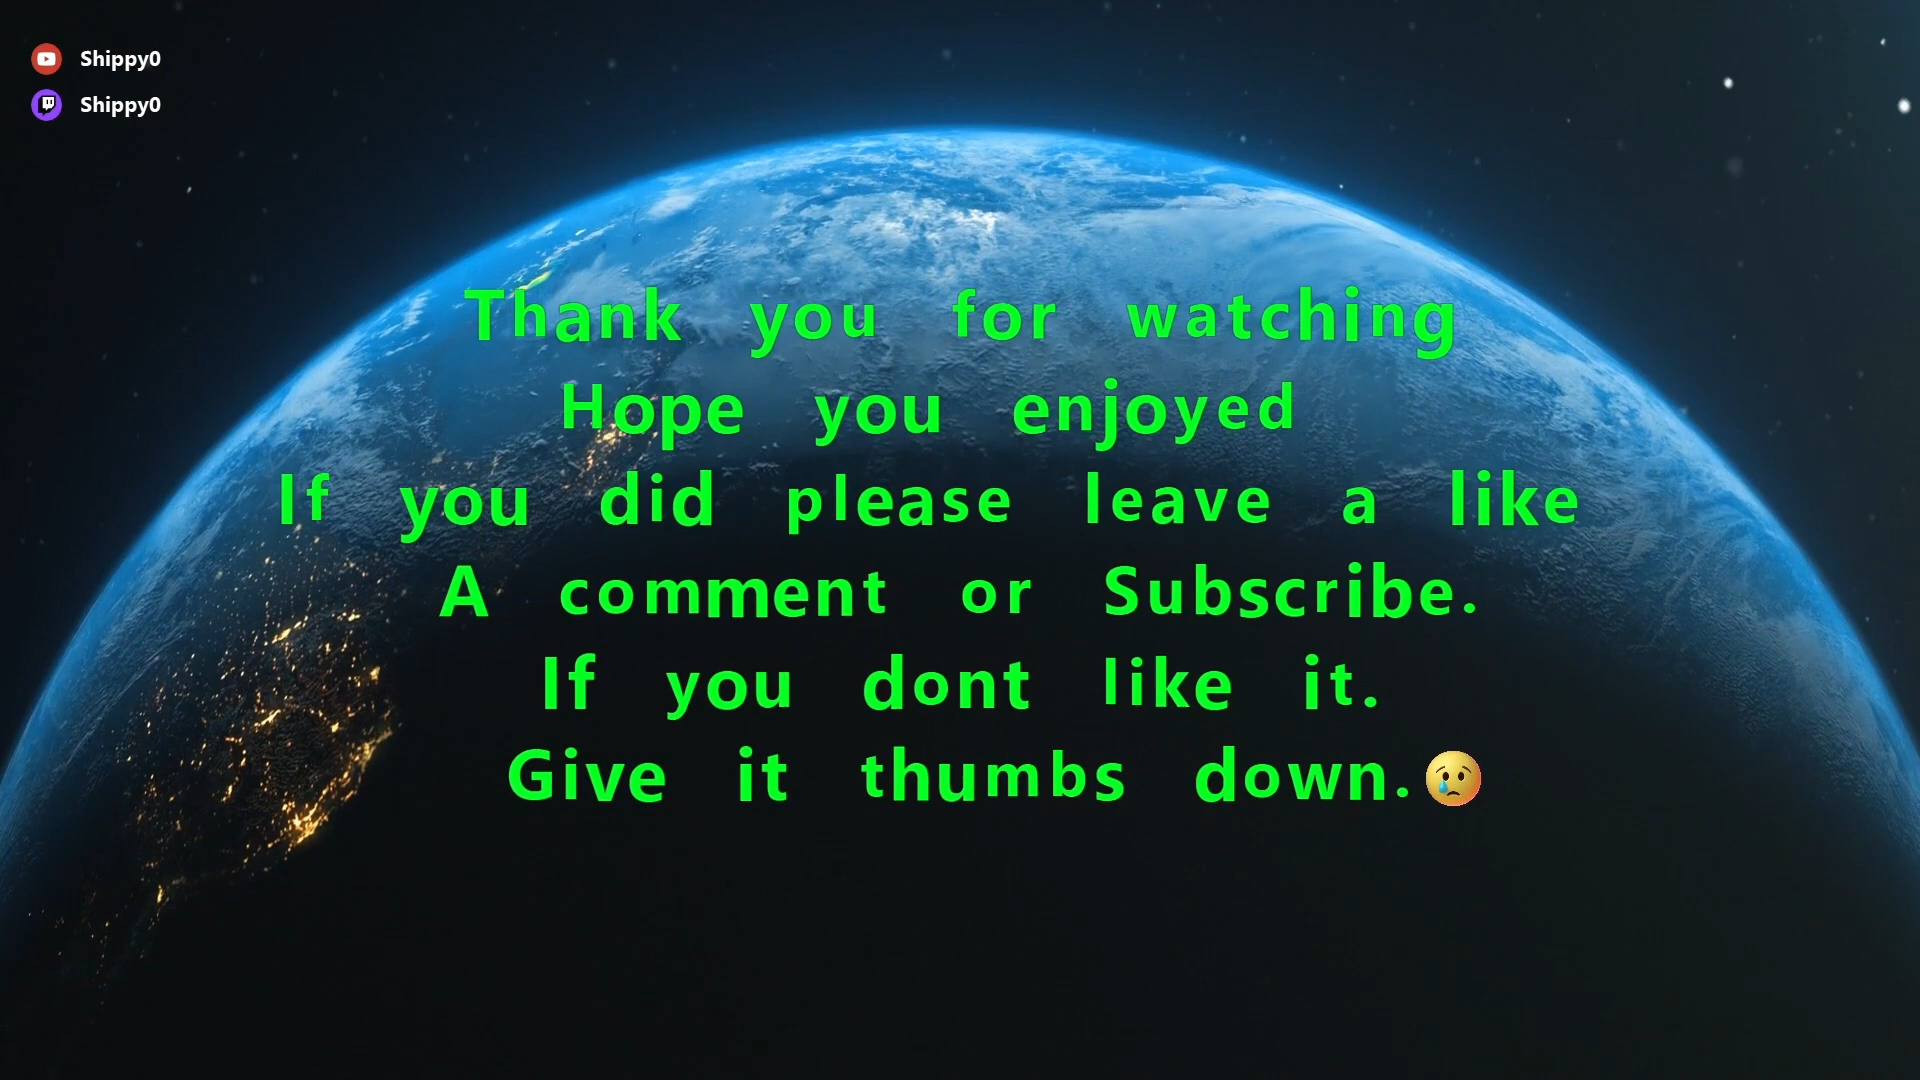 Shippy0
Shippy0
Thank you for watching
Hope you enjoyed
If you did please leave a like
A comment or Subscribe.
If you dont like it.
Give it thumbs down.😢